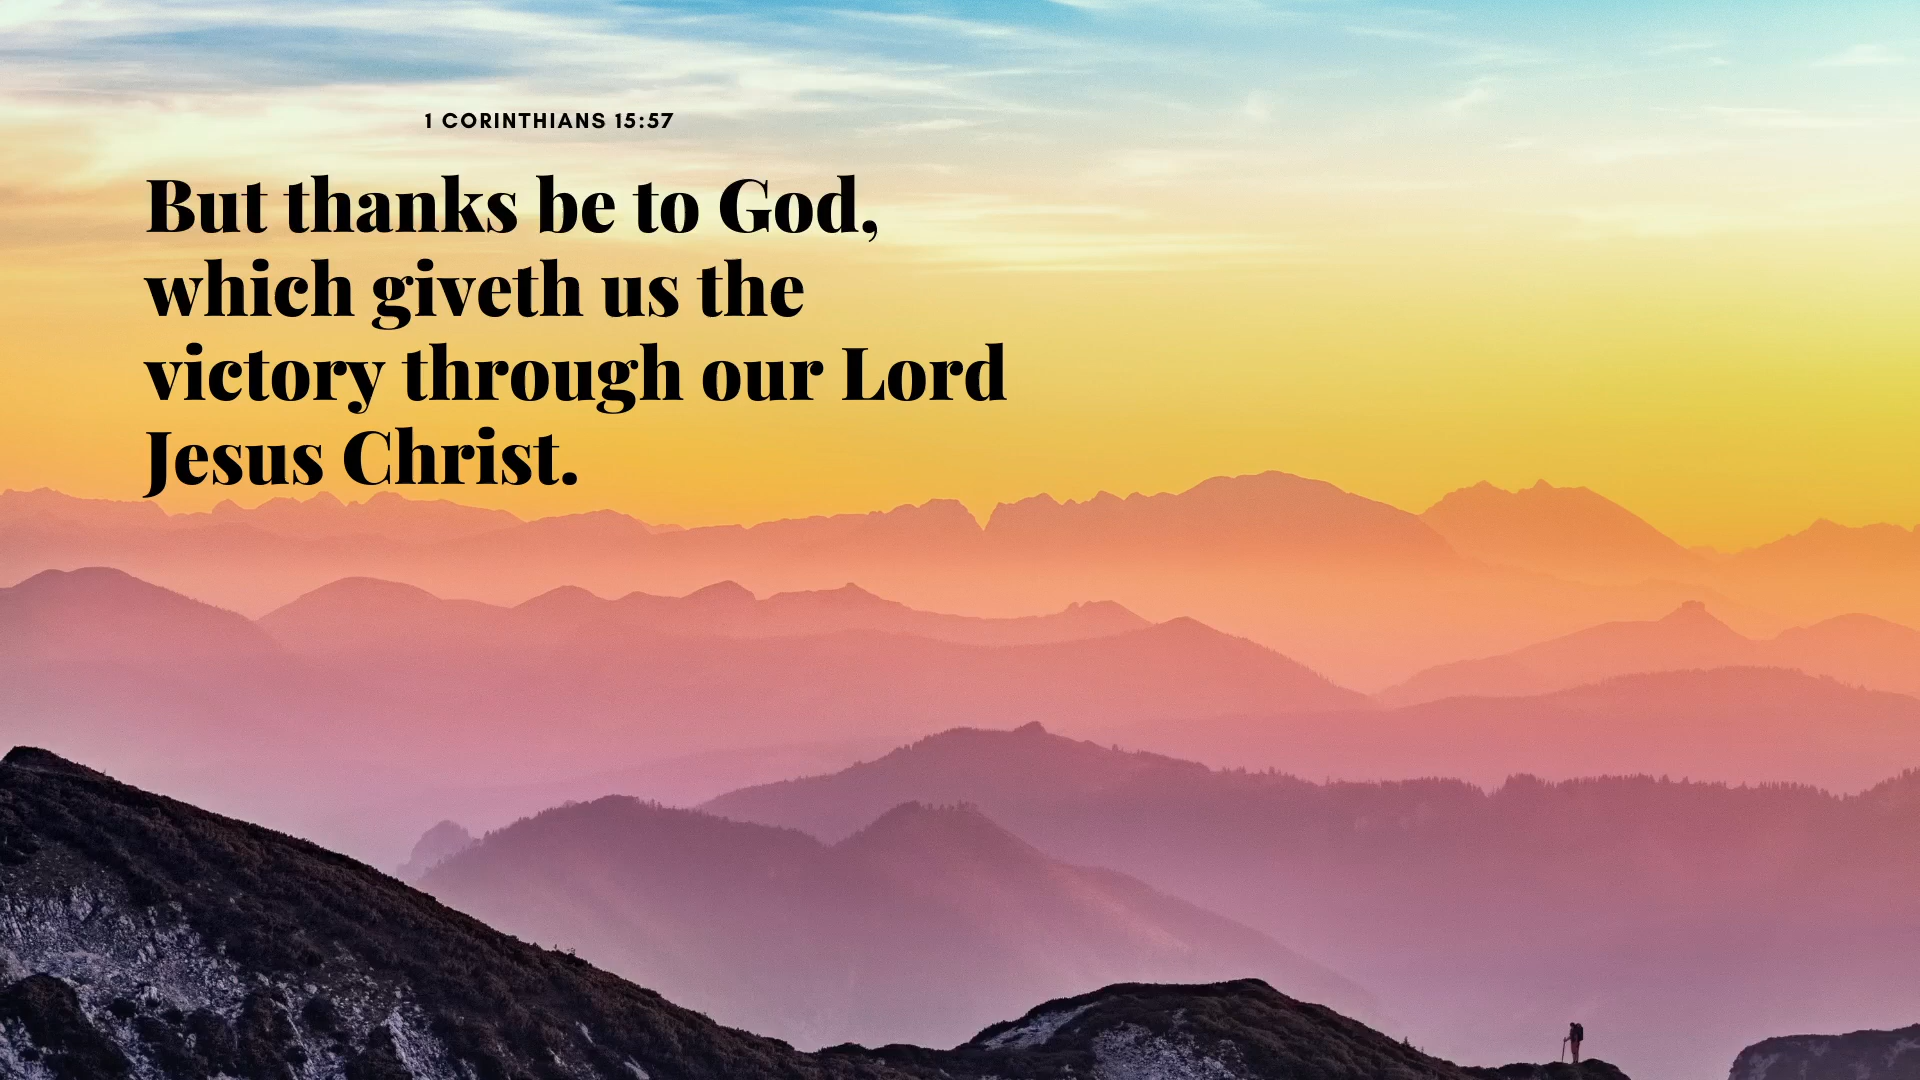 1 CORINTHIANS 15:57
But thanks be to God,
which giveth us the
victory through our Lord
Jesus Christ.